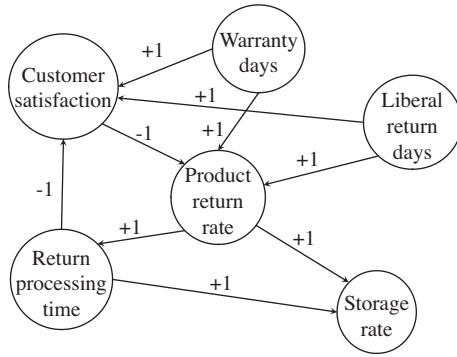 Warranty
days
+1
Customer
satisfaction
+1
Liberal
return
days
-1
+1
+1
Product
return
rate
-1
+1
+1
Return
processing
time
+1
Storage
rate